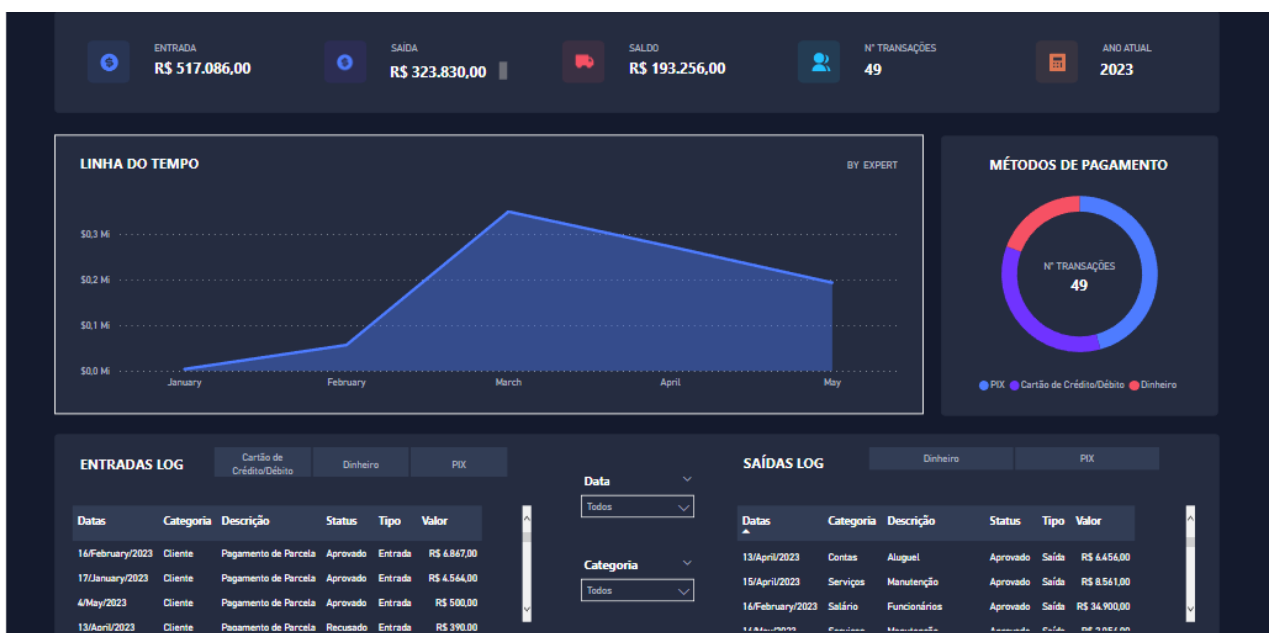 ENTRADA
R$ 517.086,00
SAÍDA
R$ 323.830,00
SALDO
R$ 193.256,00
N° TRANSAÇÕES
49
ANO ATUAL
2023
LINHA DO TEMPO
BY EXPERT
$0,3 Mi
$0,2 Mi
$0,1 Mi
$0,0 Mi
January February March April May
MÉTODOS DE PAGAMENTO
N° TRANSAÇÕES
49
PIX Cartão de Crédito/Débito Dinheiro
ENTRADAS LOG
Cartão de
Crédito/Débito
Dinheiro
PIX
Datas Categoria Descrição Status Tipo Valor
16/February/2023 Cliente Pagamento de Parcela Aprovado Entrada R$ 6.867,00
17/January/2023 Cliente Pagamento de Parcela Aprovado Entrada R$ 4.564,00
4/May/2023 Cliente Pagamento de Parcela Aprovado Entrada R$ 500,00
13/April/2023 Cliente Pagamento de Parcela Recusado Entrada R$ 390,00
Data
Todos
Categoria
Todos
SAÍDAS LOG
Dinheiro
PIX
Datas Categoria Descrição Status Tipo Valor
13/April/2023 Contas Aluguel Aprovado Saída R$ 6.456,00
15/April/2023 Serviços Manutenção Aprovado Saída R$ 8.561,00
16/February/2023 Salário Funcionários Aprovado Saída R$ 34.900,00
Serviços Manutenção Aprovado Saída